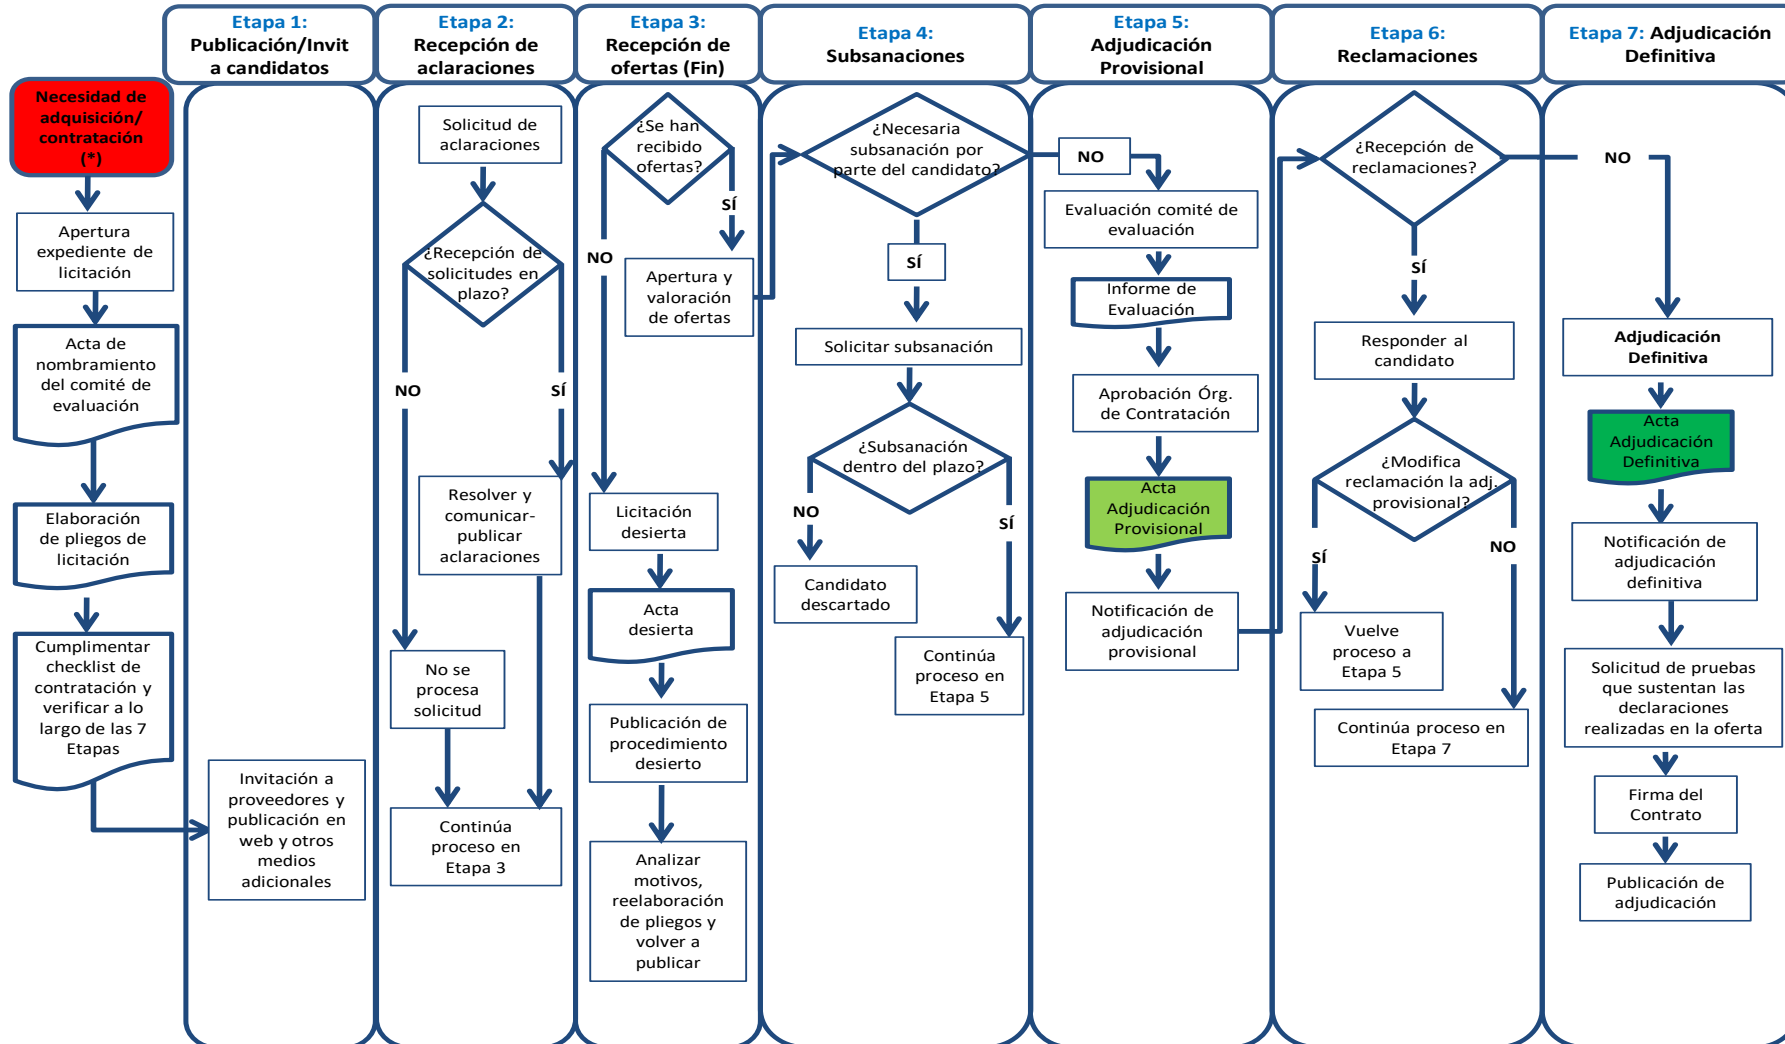 Etapa 1:
Publicación/Invit
a candidatos
Etapa 2:
Recepción de
aclaraciones
Etapa 3:
Recepción de
ofertas (Fin)
Etapa 4:
Subsanaciones
Etapa 5:
Adjudicación
Provisional
Etapa 6:
Reclamaciones
Etapa 7: Adjudicación
Definitiva
Necesidad de
adquisición/
contratación
(*)
Apertura
expediente de
licitación
Acta de
nombramiento
del comité de
evaluación
Elaboración
de pliegos de
licitación
Cumplimentar
checklist de
contratación y
verificar a lo
largo de las 7
Etapas
Invitación a
proveedores y
publicación en
web y otros
medios
adicionales
Solicitud de
aclaraciones
¿Recepción de
solicitudes en
plazo?
NO
SÍ
Resolver y
comunicar-
publicar
aclaraciones
No se
procesa
solicitud
Continúa
proceso en
Etapa 3
¿Se han
recibido
ofertas?
SÍ
NO
Apertura y
valoración
de ofertas
Licitación
desierta
Acta
desierta
Publicación de
procedimiento
desierto
Analizar
motivos,
reelaboración
de pliegos y
volver a
publicar
¿Necesaria
subsanación por
parte del candidato?
SÍ
Solicitar subsanación
¿Subsanación
dentro del plazo?
NO
SÍ
Candidato
descartado
Continúa
proceso en
Etapa 5
NO
Evaluación comité de
evaluación
Informe de
Evaluación
Aprobación Órg.
de Contratación
Acta
Adjudicación
Provisional
Notificación de
adjudicación
provisional
¿Recepción de
reclamaciones?
NO
SÍ
Responder al
candidato
¿Modifica
reclamación la adj.
provisional?
SÍ
NO
Vuelve
proceso a
Etapa 5
Continúa proceso en
Etapa 7
Adjudicación
Definitiva
Acta
Adjudicación
Definitiva
Notificación de
adjudicación
definitiva
Solicitud de pruebas
que sustentan las
declaraciones
realizadas en la oferta
Firma del
Contrato
Publicación de
adjudicación